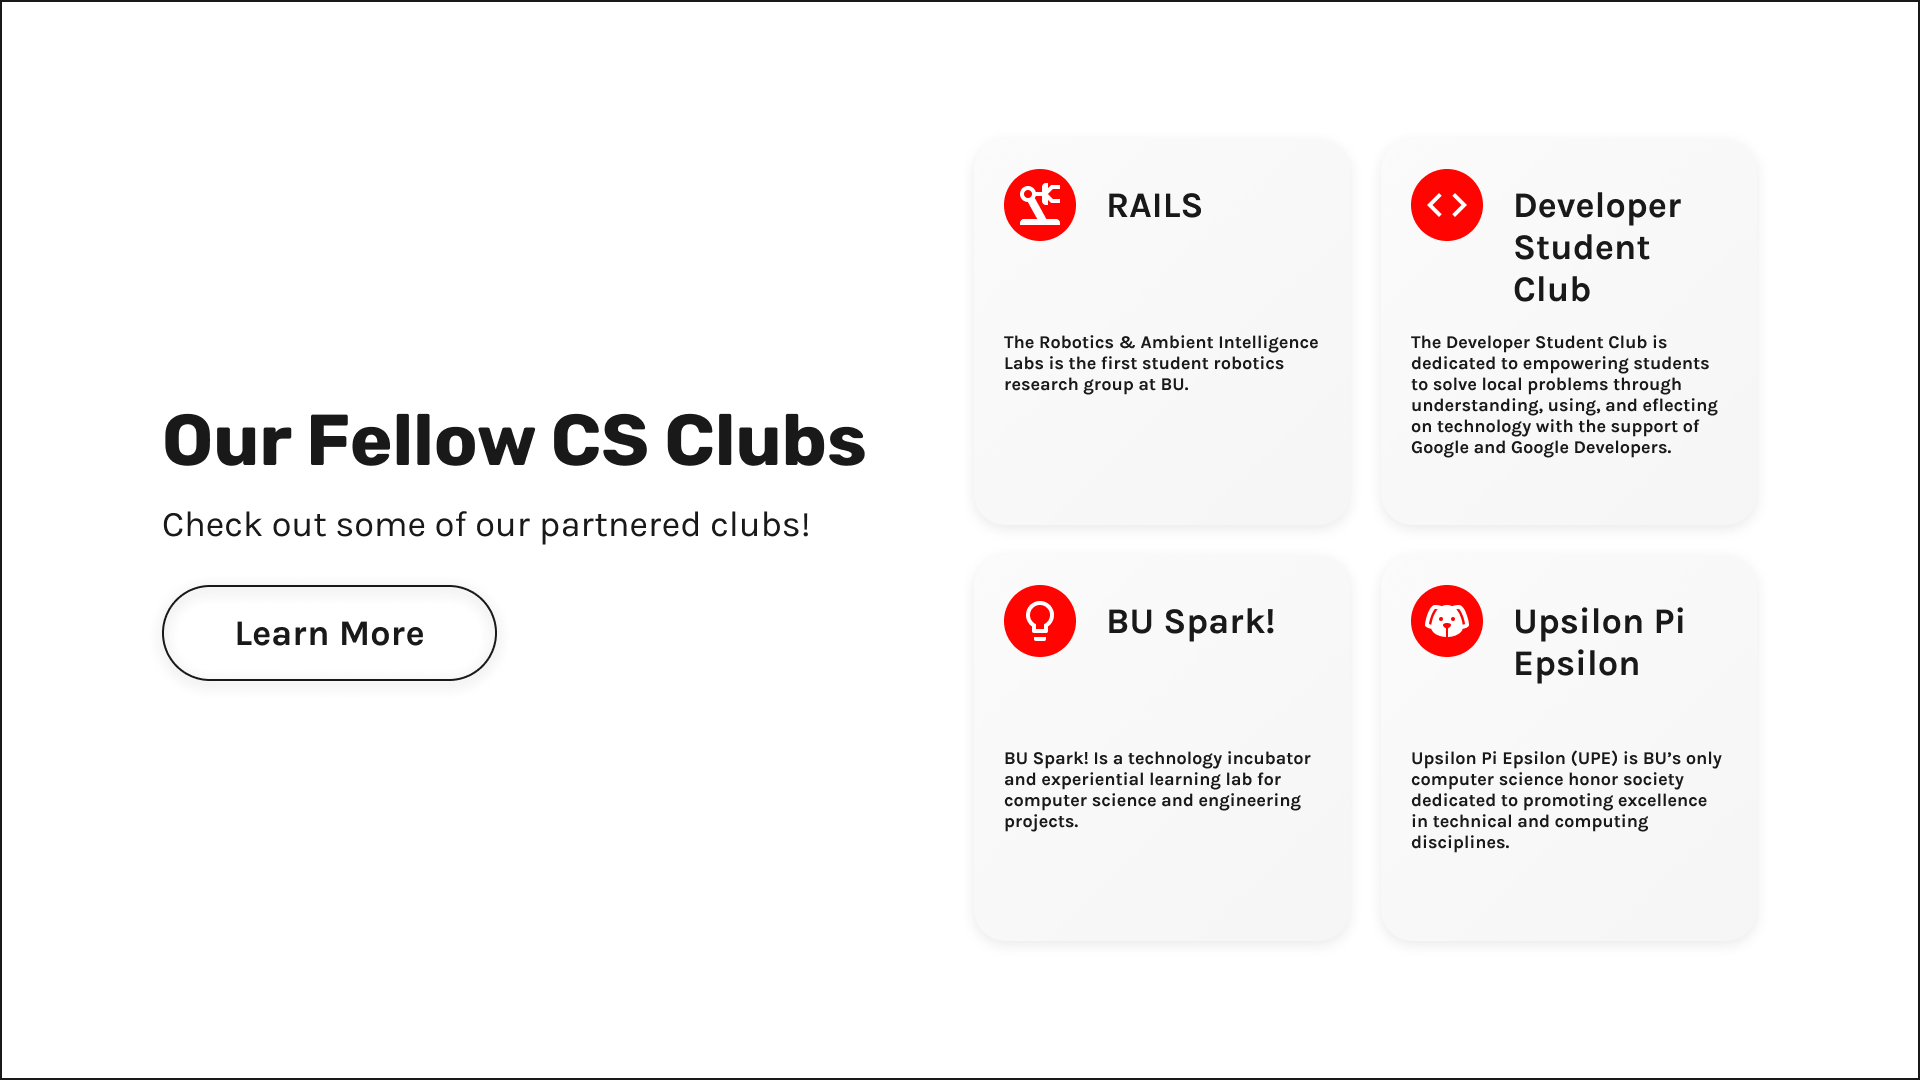 Our Fellow CS Clubs
Check out some of our partnered clubs!
Learn More
RAILS
The Robotics & Ambient Intelligence
Labs is the first student robotics
research group at BU.
Developer
Student
Club
The Developer Student Club is
dedicated to empowering students
to solve local problems through
understanding, using, and eflecting
on technology with the support of
Google and Google Developers.
BU Spark!
BU Spark! Is a technology incubator
and experiential learning lab for
computer science and engineering
projects.
Upsilon Pi
Epsilon
Upsilon Pi Epsilon (UPE) is BU’s only
computer science honor society
dedicated to promoting excellence
in technical and computing
disciplines.